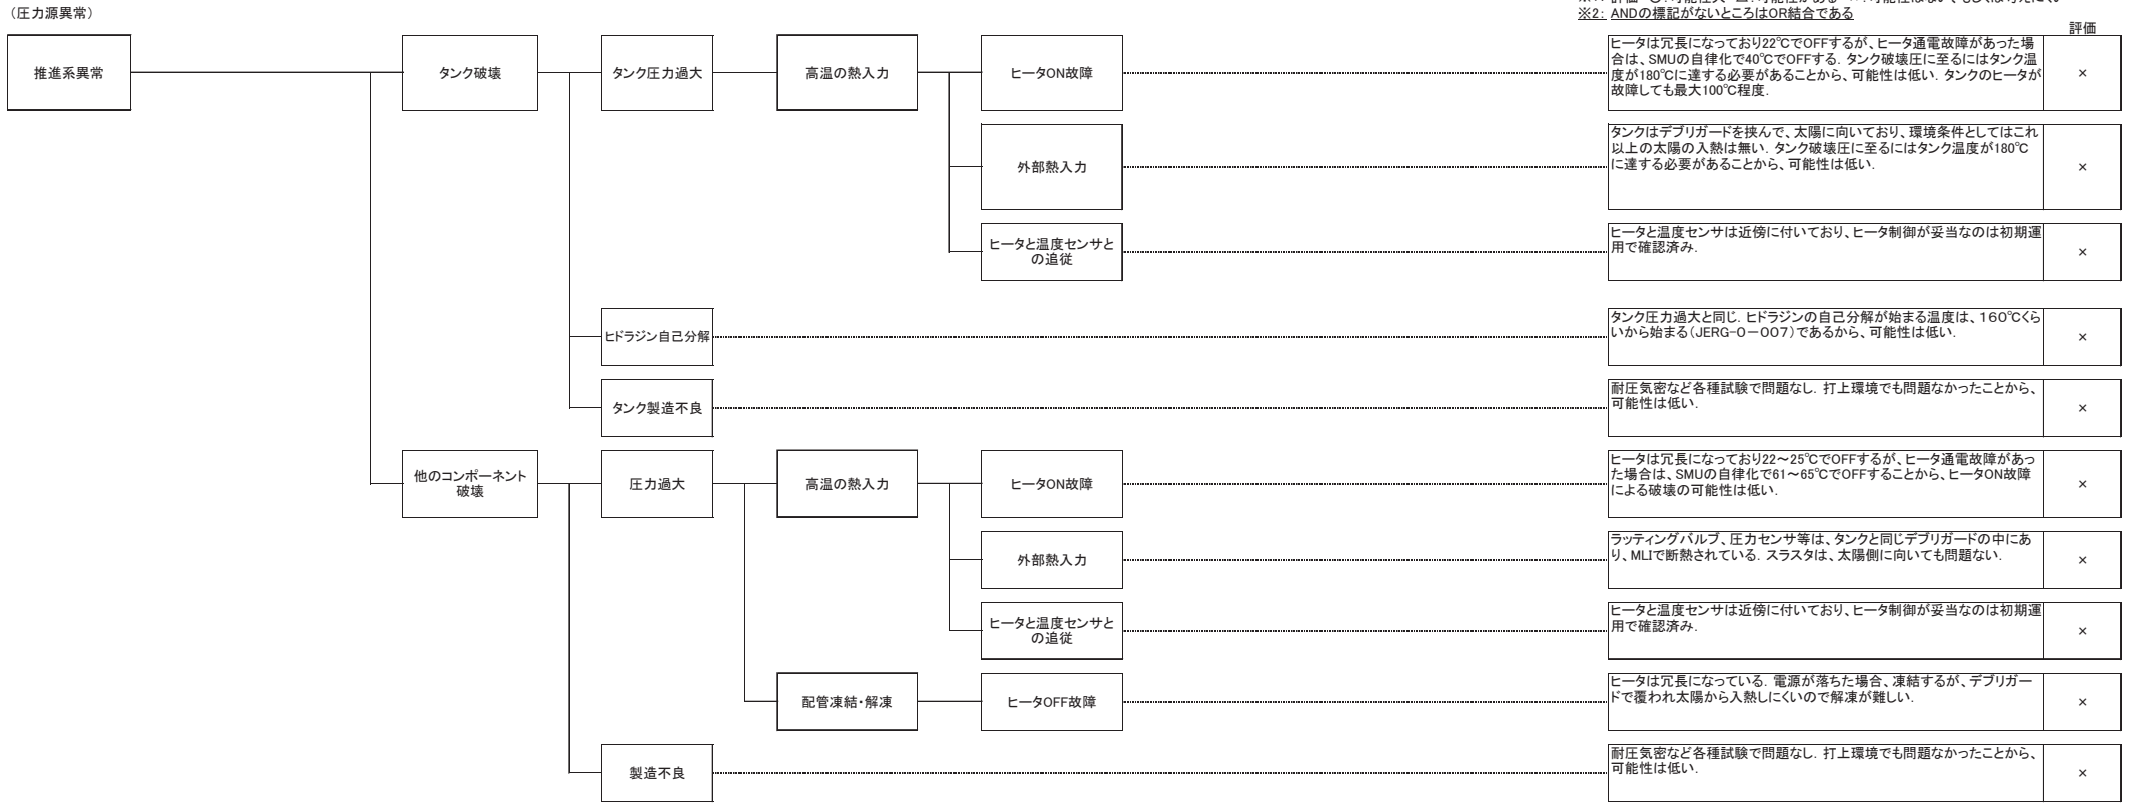 （圧力源異常）
※2: ANDの標記がないところはOR結合である
評価
推進系異常
タンク破壊
タンク圧力過大
高温の熱入力
ヒータON故障
ヒータは冗長になっており22℃でOFFするが、ヒータ通電故障があった場
合は、SMUの自律化で40℃でOFFする．タンク破壊圧に至るにはタンク温
度が180℃に達する必要があることから、可能性は低い．タンクのヒータが
故障しても最大100℃程度．
×
外部熱入力
タンクはデブリガードを挟んで、太陽に向いており、環境条件としてはこれ
以上の太陽の入熱は無い．タンク破壊圧に至るにはタンク温度が180℃
に達する必要があることから、可能性は低い．
×
ヒータと温度センサと
の追従
ヒータと温度センサは近傍に付いており、ヒータ制御が妥当なのは初期運
用で確認済み．
×
ヒドラジン自己分解
タンク圧力過大と同じ．ヒドラジンの自己分解が始まる温度は、１６０℃くら
いから始まる（JERG－０－００７）であるから、可能性は低い．
×
タンク製造不良
耐圧気密など各種試験で問題なし．打上環境でも問題なかったことから、
可能性は低い．
×
他のコンポーネント
破壊
圧力過大
高温の熱入力
ヒータON故障
ヒータは冗長になっており22～25℃でOFFするが、ヒータ通電故障があっ
た場合は、SMUの自律化で61～65℃でOFFすることから、ヒータON故障
による破壊の可能性は低い．
×
外部熱入力
ラッティングバルブ、圧力センサ等は、タンクと同じデブリガードの中にあ
り、MLIで断熱されている．スラスタは、太陽側に向いても問題ない．
×
ヒータと温度センサと
の追従
ヒータと温度センサは近傍に付いており、ヒータ制御が妥当なのは初期運
用で確認済み．
×
配管凍結・解凍
ヒータOFF故障
ヒータは冗長になっている．電源が落ちた場合、凍結するが、デブリガー
ドで覆われ太陽から入熱しにくいので解凍が難しい．
×
製造不良
耐圧気密など各種試験で問題なし．打上環境でも問題なかったことから、
可能性は低い．
×